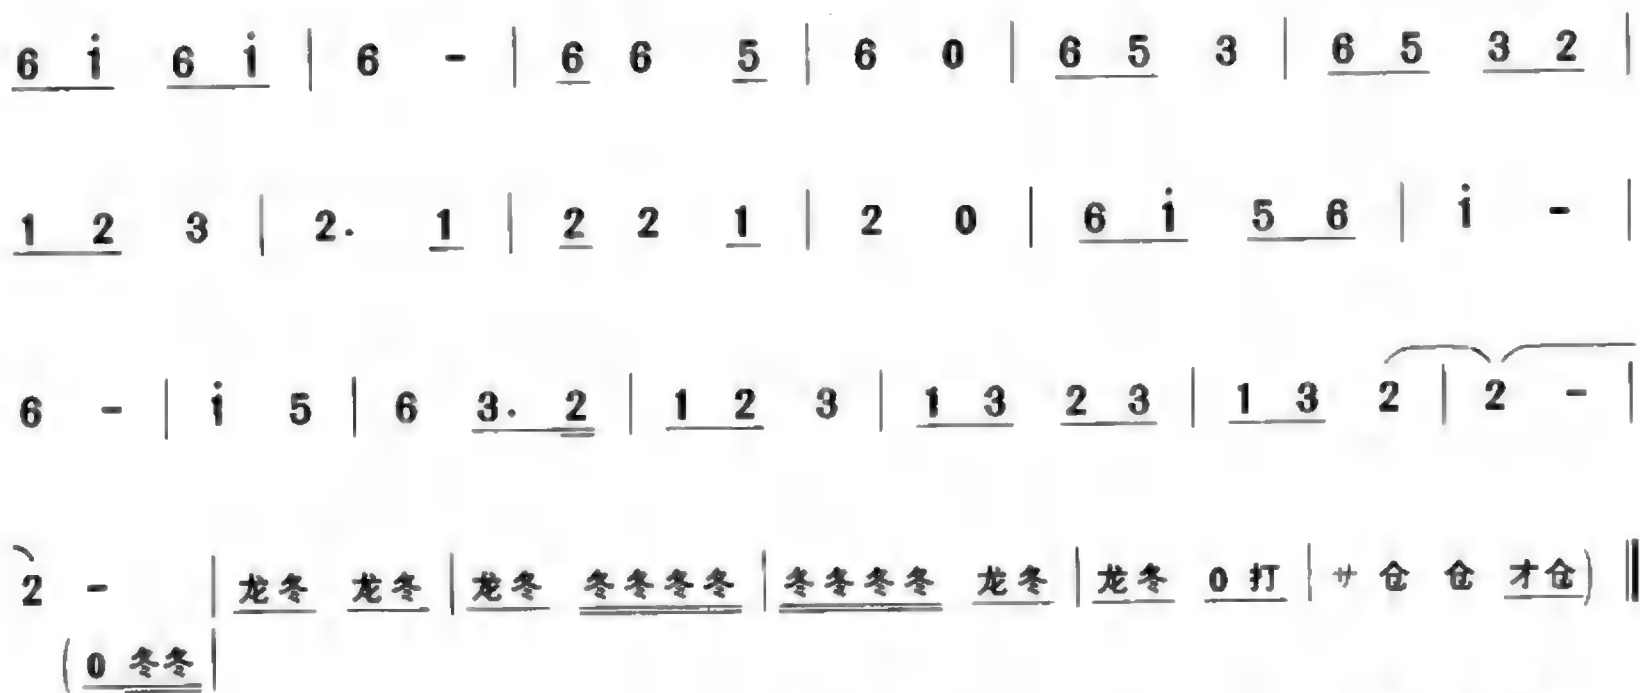 6 i̇ 6 i̇ | 6 - | 6 6 5 | 6 0 | 6 5 3 | 6 5 3 2 |
1 2 3 | 2. 1 | 2 2 1 | 2 0 | 6 i̇ 5 6 | i̇ - |
6 - | i̇ 5 | 6 3. 2 | 1 2 3 | 1 3 2 3 | 1 3 2 | 2 - |
2 - | 龙冬 龙冬 | 龙冬 冬冬冬冬 | 冬冬冬冬 龙冬 | 龙冬 0 打 | 艹 仓 仓 才仓) ‖
( 0 冬冬 |